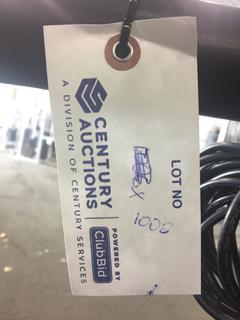 CENTURY
AUCTIONS
A DIVISION OF CENTURY SERVICES
POWERED BY
ClubBid
LOT NO
X
1008